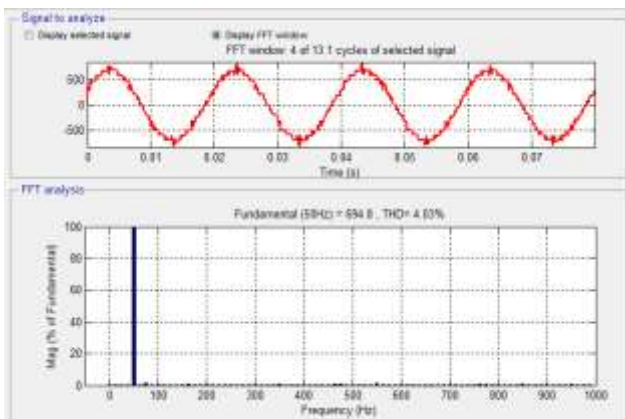 Signal to analyze
Display selected signal Display FFT window
FFT window: 4 of 13.1 cycles of selected signal
500
0
-500
0 0.01 0.02 0.03 0.04 0.05 0.06 0.07
Time (s)
FFT analysis
Fundamental (50Hz) = 694.8 , THD= 4.03%
100
80
60
40
20
0
Mag (% of Fundamental)
0 100 200 300 400 500 600 700 800 900 1000
Frequency (Hz)